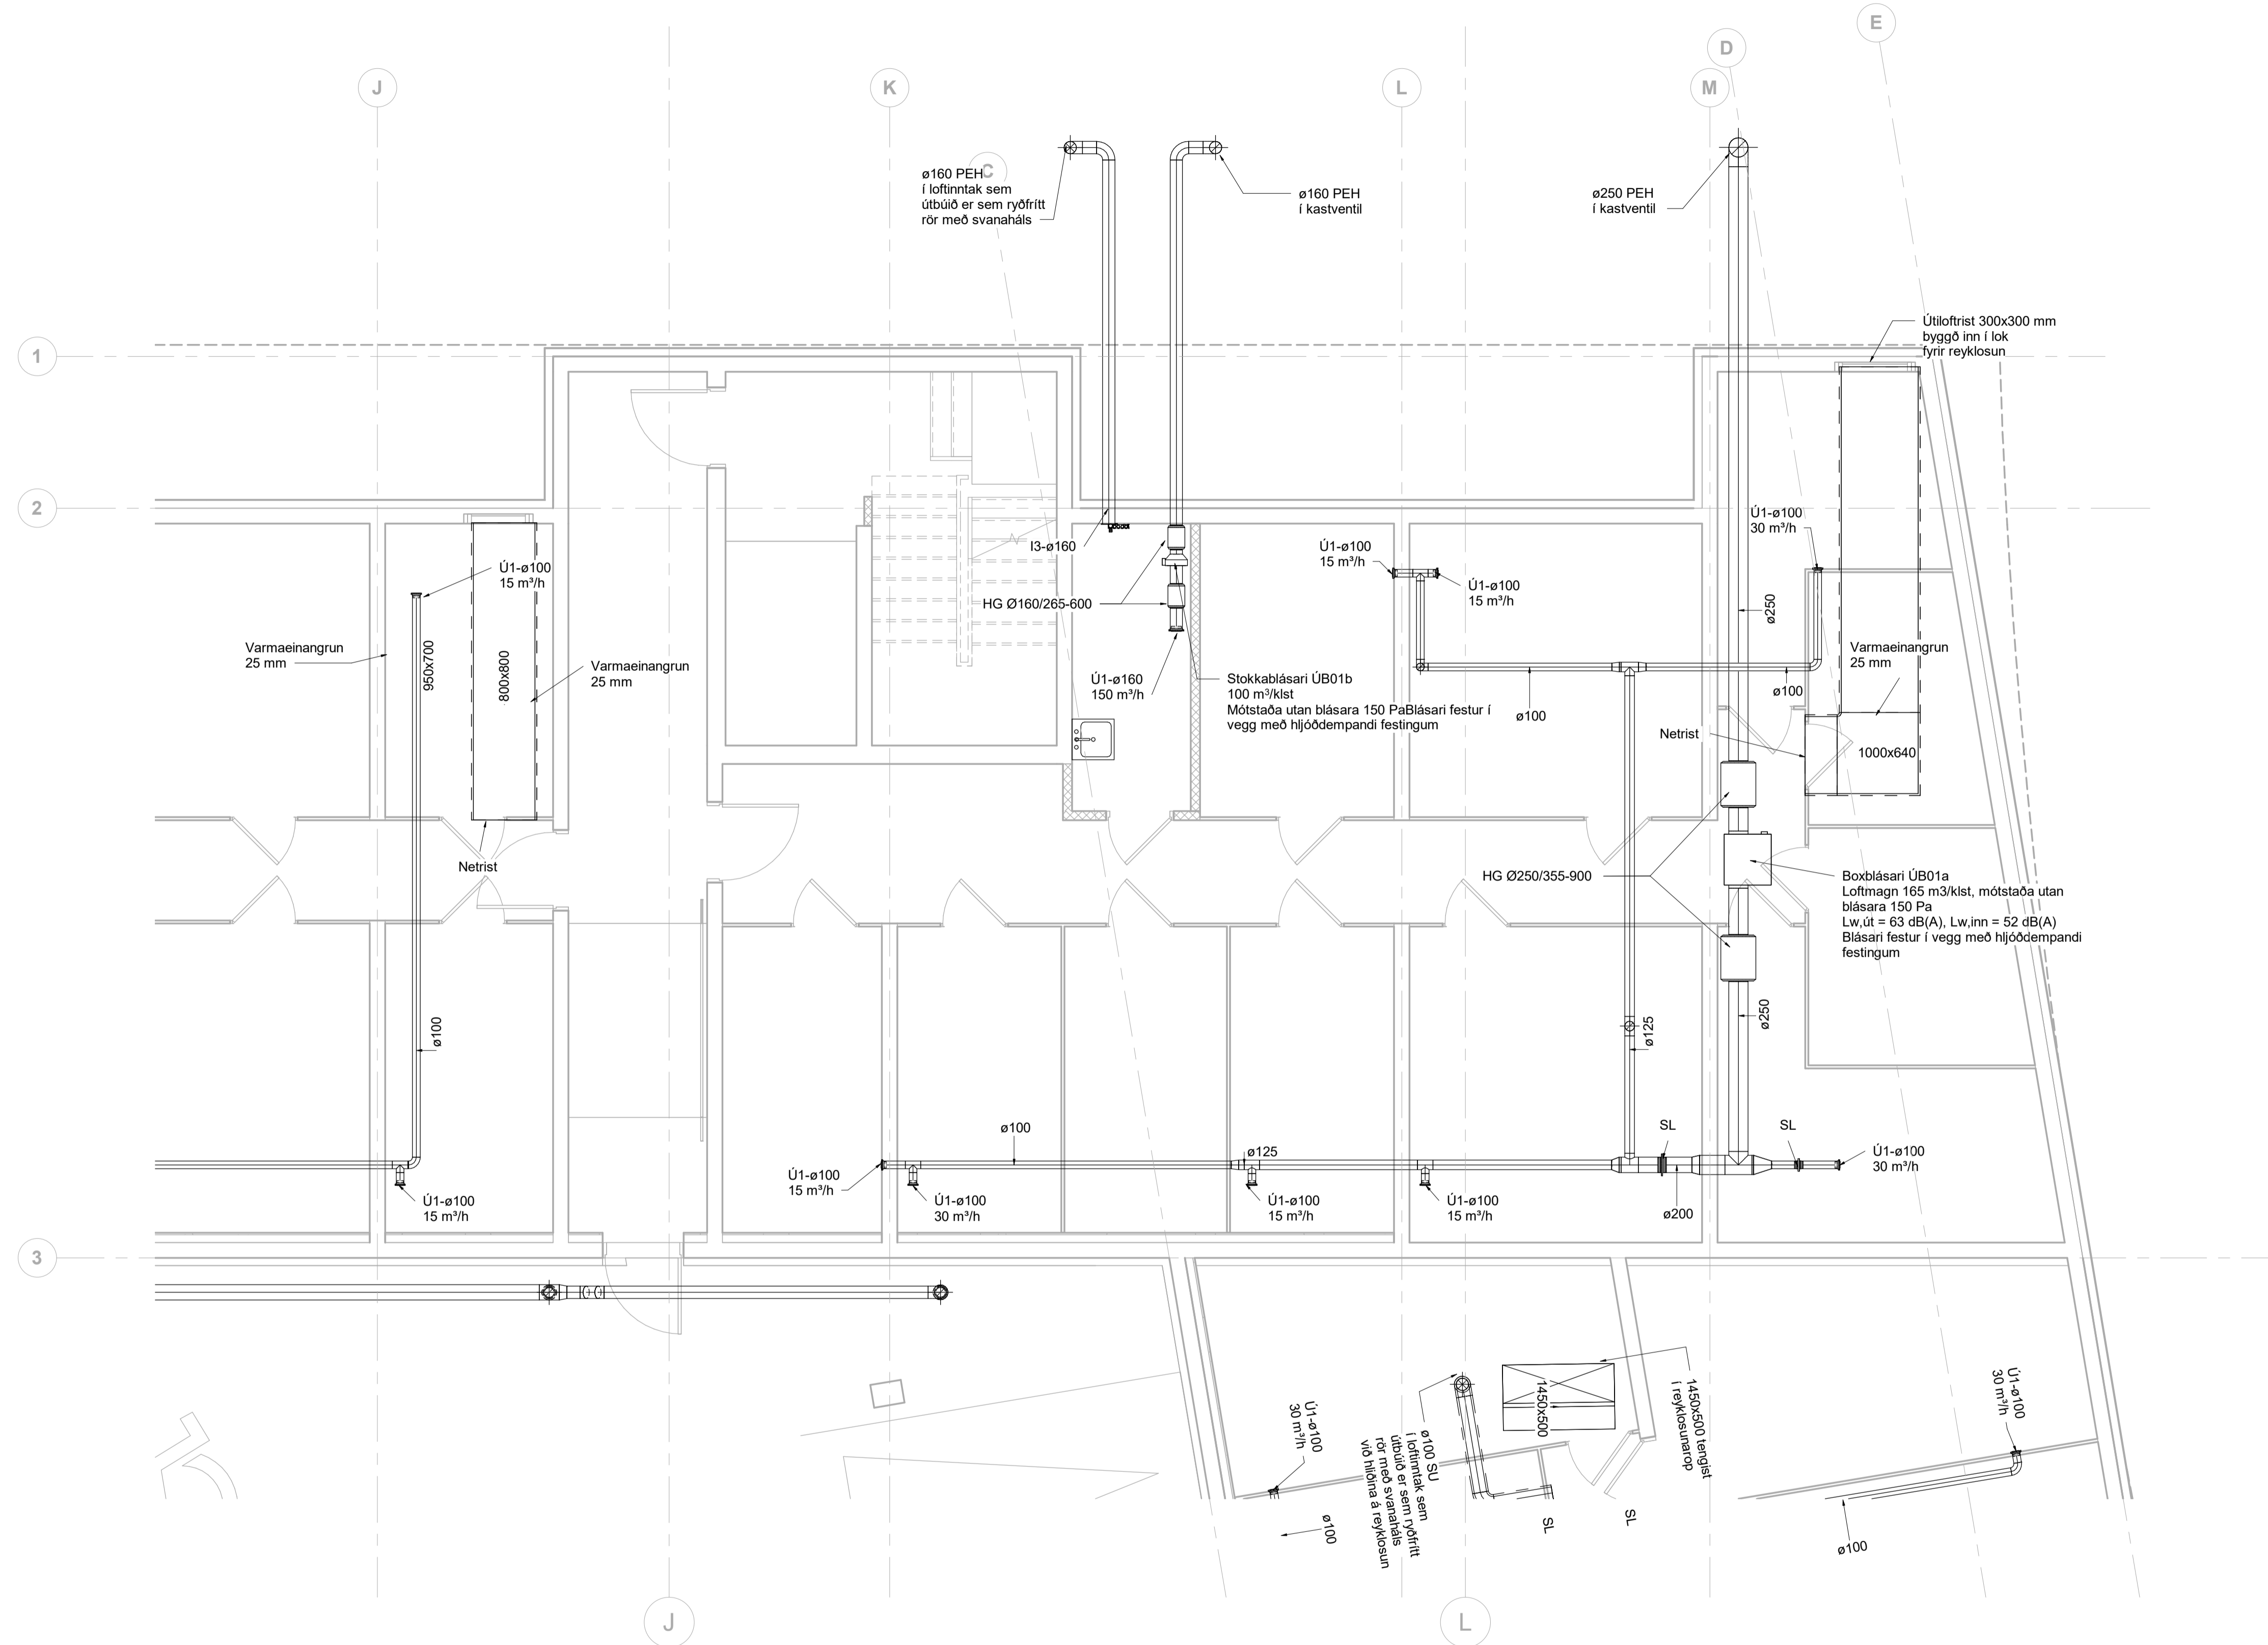 E
D
J
K
L
M
C
ø160 PEH
í loftinntak sem
útbúið er sem ryðfrítt
rör með svanaháls
ø160 PEH
í kastventil
ø250 PEH
í kastventil
Útiloftrist 300x300 mm
byggð inn í lok
fyrir reyklosun
1
2
Ú1-ø100
15 m³/h
Varmaeinangrun
25 mm
950x700
800x800
Varmaeinangrun
25 mm
Netrist
I3-ø160
HG Ø160/265-600
Ú1-ø160
150 m³/h
Stokkablásari ÚB01b
100 m³/klst
Mótstaða utan blásara 150 PaBlásari festur í
vegg með hljóðdempandi festingum
Ú1-ø100
15 m³/h
Ú1-ø100
15 m³/h
Ú1-ø100
30 m³/h
ø250
Varmaeinangrun
25 mm
ø100
ø100
Netrist
1000x640
HG Ø250/355-900
Boxblásari ÚB01a
Loftmagn 165 m3/klst, mótstaða utan
blásara 150 Pa
Lw,út = 63 dB(A), Lw,inn = 52 dB(A)
Blásari festur í vegg með hljóðdempandi
festingum
ø100
ø125
ø250
ø100
ø125
SL
SL
Ú1-ø100
15 m³/h
Ú1-ø100
15 m³/h
Ú1-ø100
30 m³/h
Ú1-ø100
15 m³/h
Ú1-ø100
15 m³/h
ø200
Ú1-ø100
30 m³/h
3
Ú1-ø100
30 m³/h
ø100
ø100 SU
í loftinntak sem
útbúið er sem ryðfrítt
rör með svanaháls
við hliðina á reyklosun
1450x500
1450x500 tengist
í reyklosunarop
SL
SL
Ú1-ø100
30 m³/h
ø100
J
L